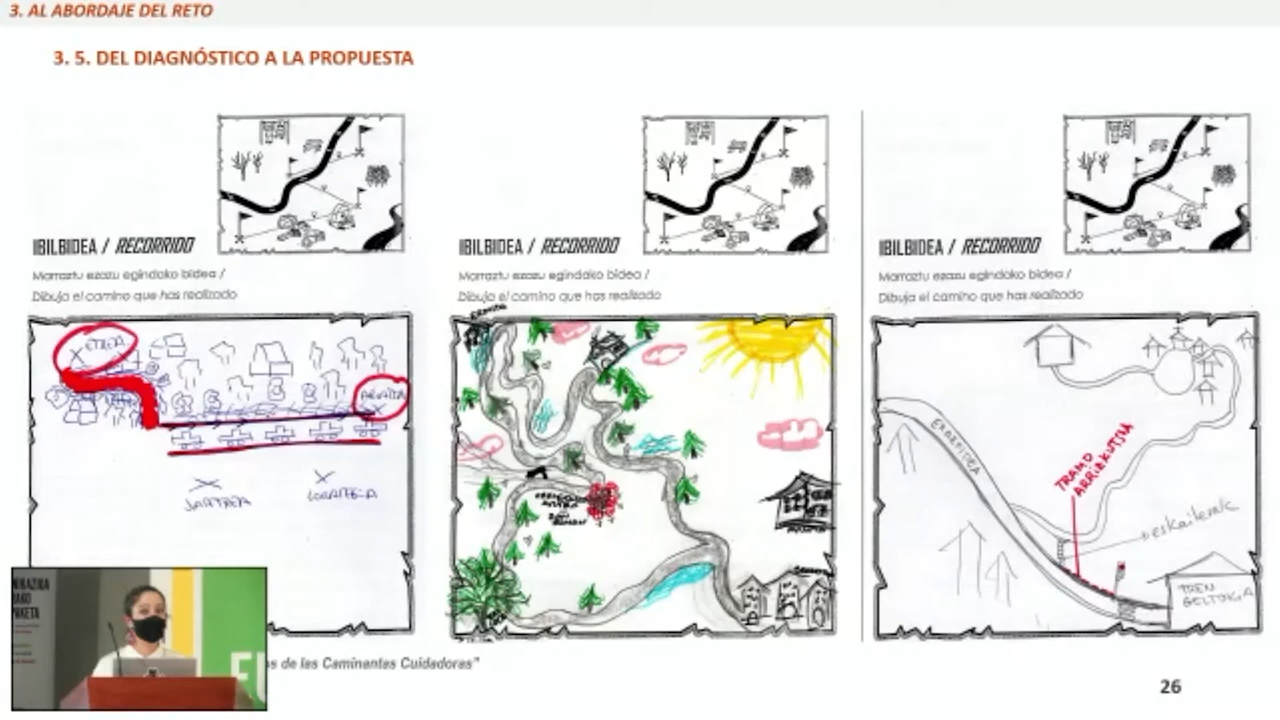 3. AL ABORDAJE DEL RETO
3. 5. DEL DIAGNÓSTICO A LA PROPUESTA
IBILBIDEA / RECORRIDO
Marraztu ezazu egindako bidea /
Dibuja el camino que has realizado
IBILBIDEA / RECORRIDO
Marraztu ezazu egindako bidea /
Dibuja el camino que has realizado
IBILBIDEA / RECORRIDO
Marraztu ezazu egindako bidea /
Dibuja el camino que has realizado
ETXEA
ERREPIDEA
TRAMO
ARRISKUTSUA
eskailerak
TREN
GELTOKIA
os de las Caminantas Cuidadoras"
26